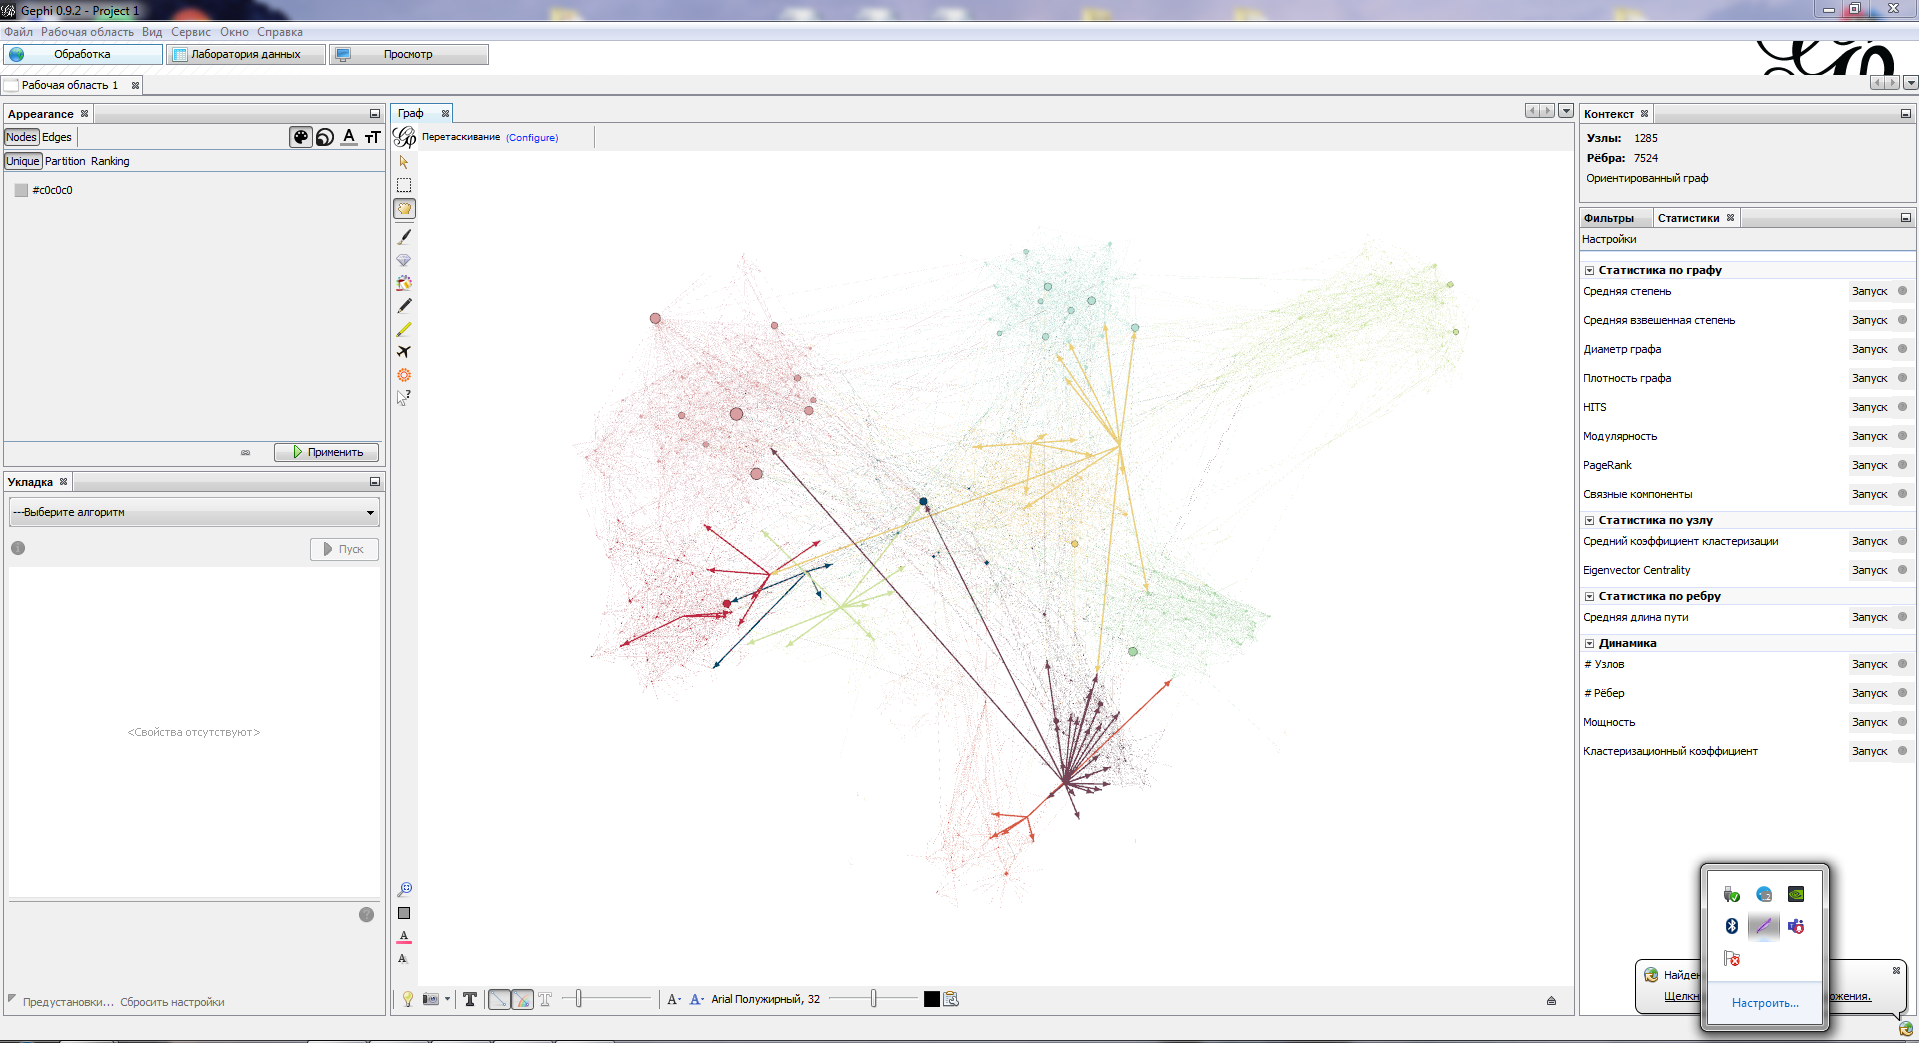 Gephi 0.9.2 - Project 1
Файл Рабочая область Вид Сервис Окно Справка
Обработка Лаборатория данных Просмотр
Рабочая область 1
Appearance
Nodes Edges
Unique Partition Ranking
#c0c0c0
Применить
Укладка
---Выберите алгоритм
Пуск
<Свойства отсутствуют>
Предустановки... Сбросить настройки
Граф
Перетаскивание (Configure)
Arial Полужирный, 32
Контекст
Узлы: 1285
Рёбра: 7524
Ориентированный граф
Фильтры Статистики
Настройки
Статистика по графу
Средняя степень Запуск
Средняя взвешенная степень Запуск
Диаметр графа Запуск
Плотность графа Запуск
HITS Запуск
Модулярность Запуск
PageRank Запуск
Связные компоненты Запуск
Статистика по узлу
Средний коэффициент кластеризации Запуск
Eigenvector Centrality Запуск
Статистика по ребру
Средняя длина пути Запуск
Динамика
# Узлов Запуск
# Рёбер Запуск
Мощность Запуск
Кластеризационный коэффициент Запуск
Настроить...